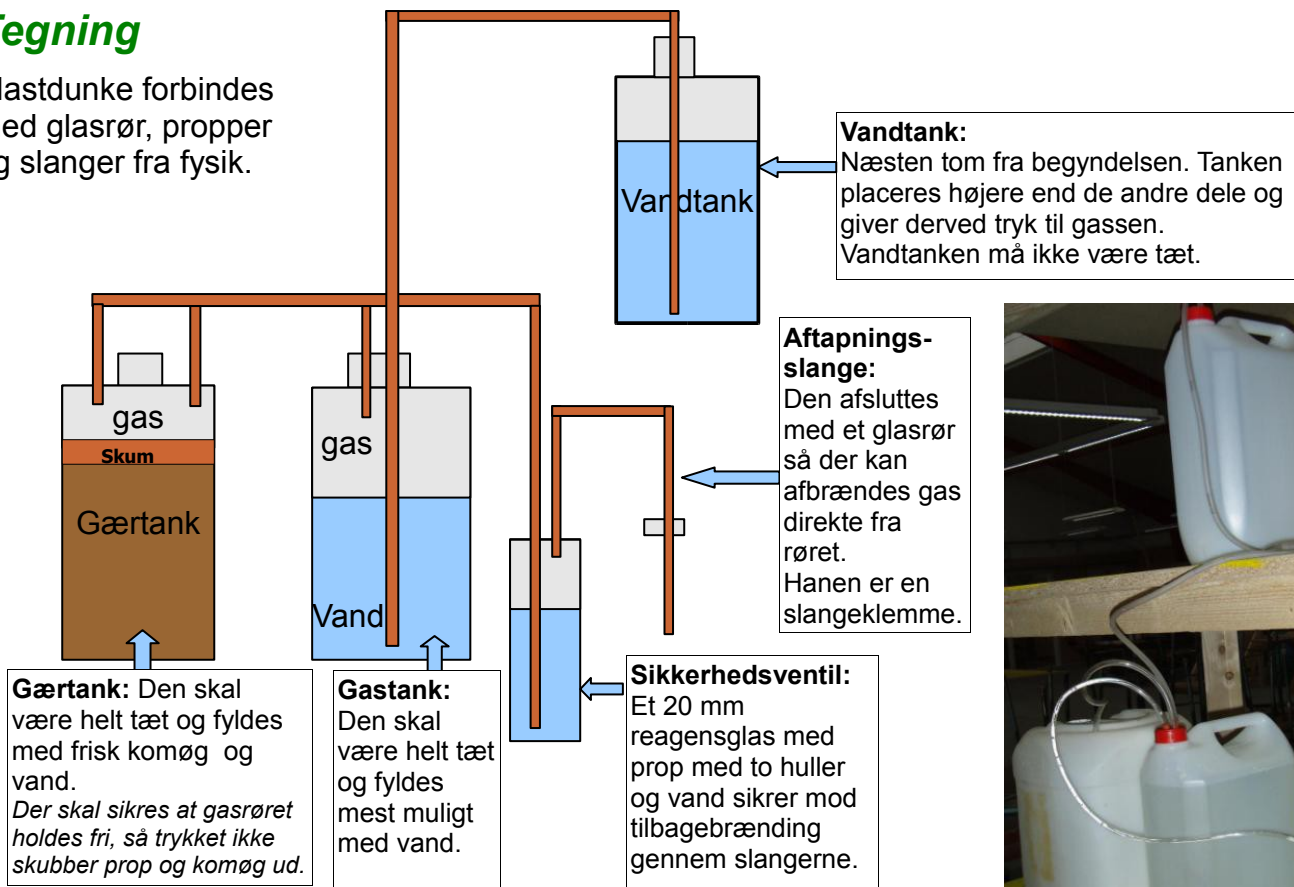 Tegning
lastdunke forbindes
ed glasrør, propper
g slanger fra fysik.
Vandtank
Vandtank:
Næsten tom fra begyndelsen. Tanken
placeres højere end de andre dele og
giver derved tryk til gassen.
Vandtanken må ikke være tæt.
gas
Skum
Gærtank
gas
Vand
Aftapnings-
slange:
Den afsluttes
med et glasrør
så der kan
afbrændes gas
direkte fra
røret.
Hanen er en
slangeklemme.
Gærtank: Den skal
være helt tæt og fyldes
med frisk komøg og
vand.
Der skal sikres at gasrøret
holdes fri, så trykket ikke
skubber prop og komøg ud.
Gastank:
Den skal
være helt tæt
og fyldes
mest muligt
med vand.
Sikkerhedsventil:
Et 20 mm
reagensglas med
prop med to huller
og vand sikrer mod
tilbagebrænding
gennem slangerne.